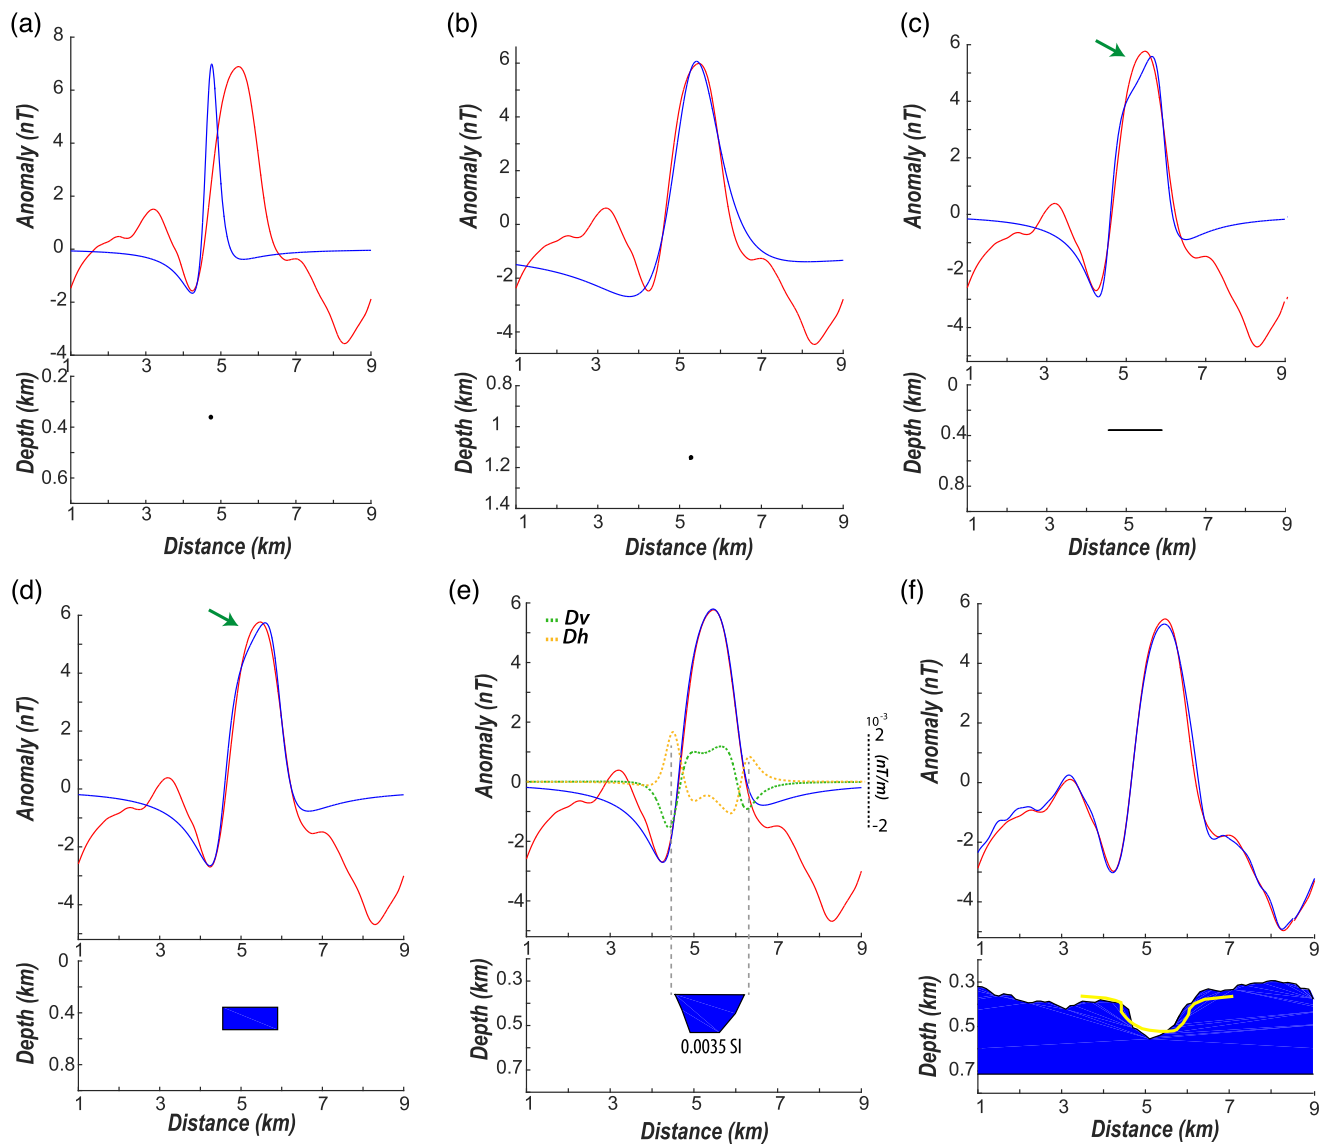 (a)
8
6
4
2
0
-2
-4
Anomaly (nT)
1 3 5 7 9
0.2
0.4
0.6
Depth (km)
1 3 5 7 9
Distance (km)
(b)
6
4
2
0
-2
-4
Anomaly (nT)
1 3 5 7 9
0.8
1
1.2
1.4
Depth (km)
1 3 5 7 9
Distance (km)
(c)
6
4
2
0
-2
-4
Anomaly (nT)
1 3 5 7 9
0
0.4
0.8
Depth (km)
1 3 5 7 9
Distance (km)
(d)
6
4
2
0
-2
-4
Anomaly (nT)
1 3 5 7 9
0
0.4
0.8
Depth (km)
1 3 5 7 9
Distance (km)
(e)
Dv
Dh
6
4
2
0
-2
-4
Anomaly (nT)
10-3
2
(nT/m)
-2
1 3 5 7 9
0.3
0.5
0.7
Depth (km)
0.0035 SI
1 3 5 7 9
Distance (km)
(f)
6
4
2
0
-2
-4
Anomaly (nT)
1 3 5 7 9
0.3
0.5
0.7
Depth (km)
1 3 5 7 9
Distance (km)